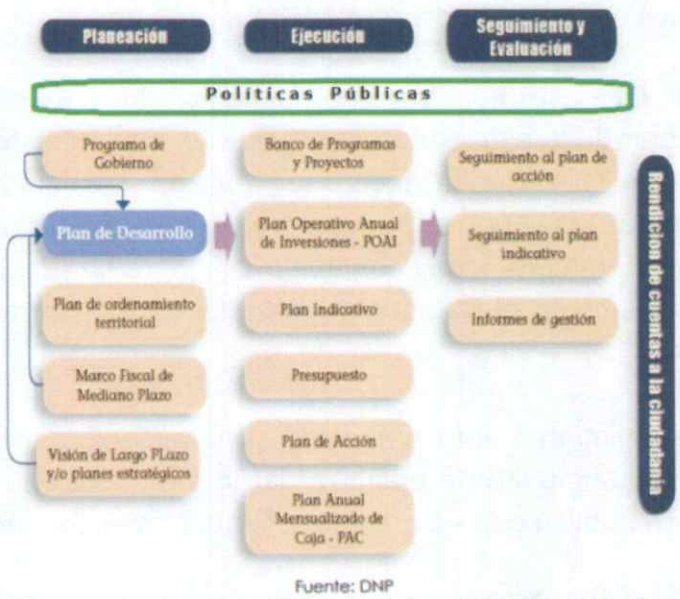 Planeación
Ejecución
Seguimiento y
Evaluación
Políticas Públicas
Programa de
Gobierno
Plan de Desarrollo
Plan de ordenamiento
territorial
Marco Fiscal de
Mediano Plazo
Visión de Largo PLazo
y/o planes estratégicos
Banco de Programas
y Proyectos
Plan Operativo Anual
de Inversiones - POAI
Plan Indicativo
Presupuesto
Plan de Acción
Plan Anual
Mensualizado de
Caja - PAC
Seguimiento al plan de
acción
Seguimiento al plan
indicativo
Informes de gestión
Rendicion de cuentas a la ciudadanía
Fuente: DNP